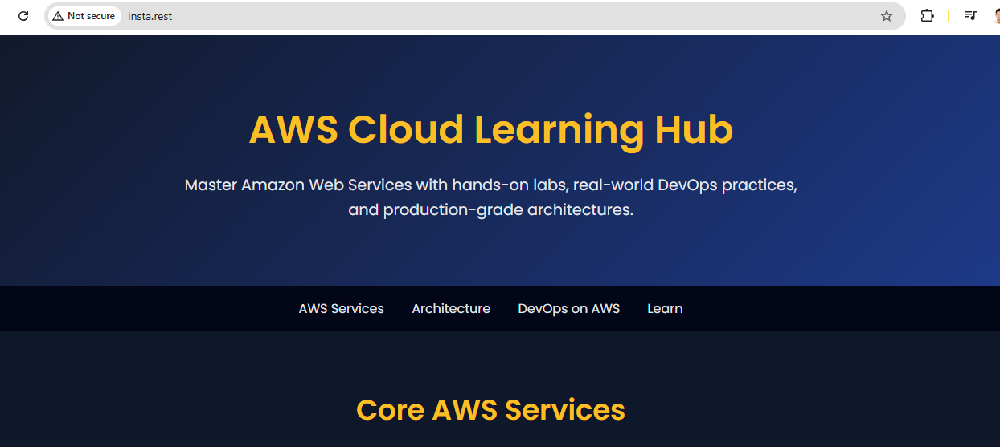 Not secure
insta.rest
AWS Cloud Learning Hub
Master Amazon Web Services with hands-on labs, real-world DevOps practices,
and production-grade architectures.
AWS Services Architecture DevOps on AWS Learn
Core AWS Services